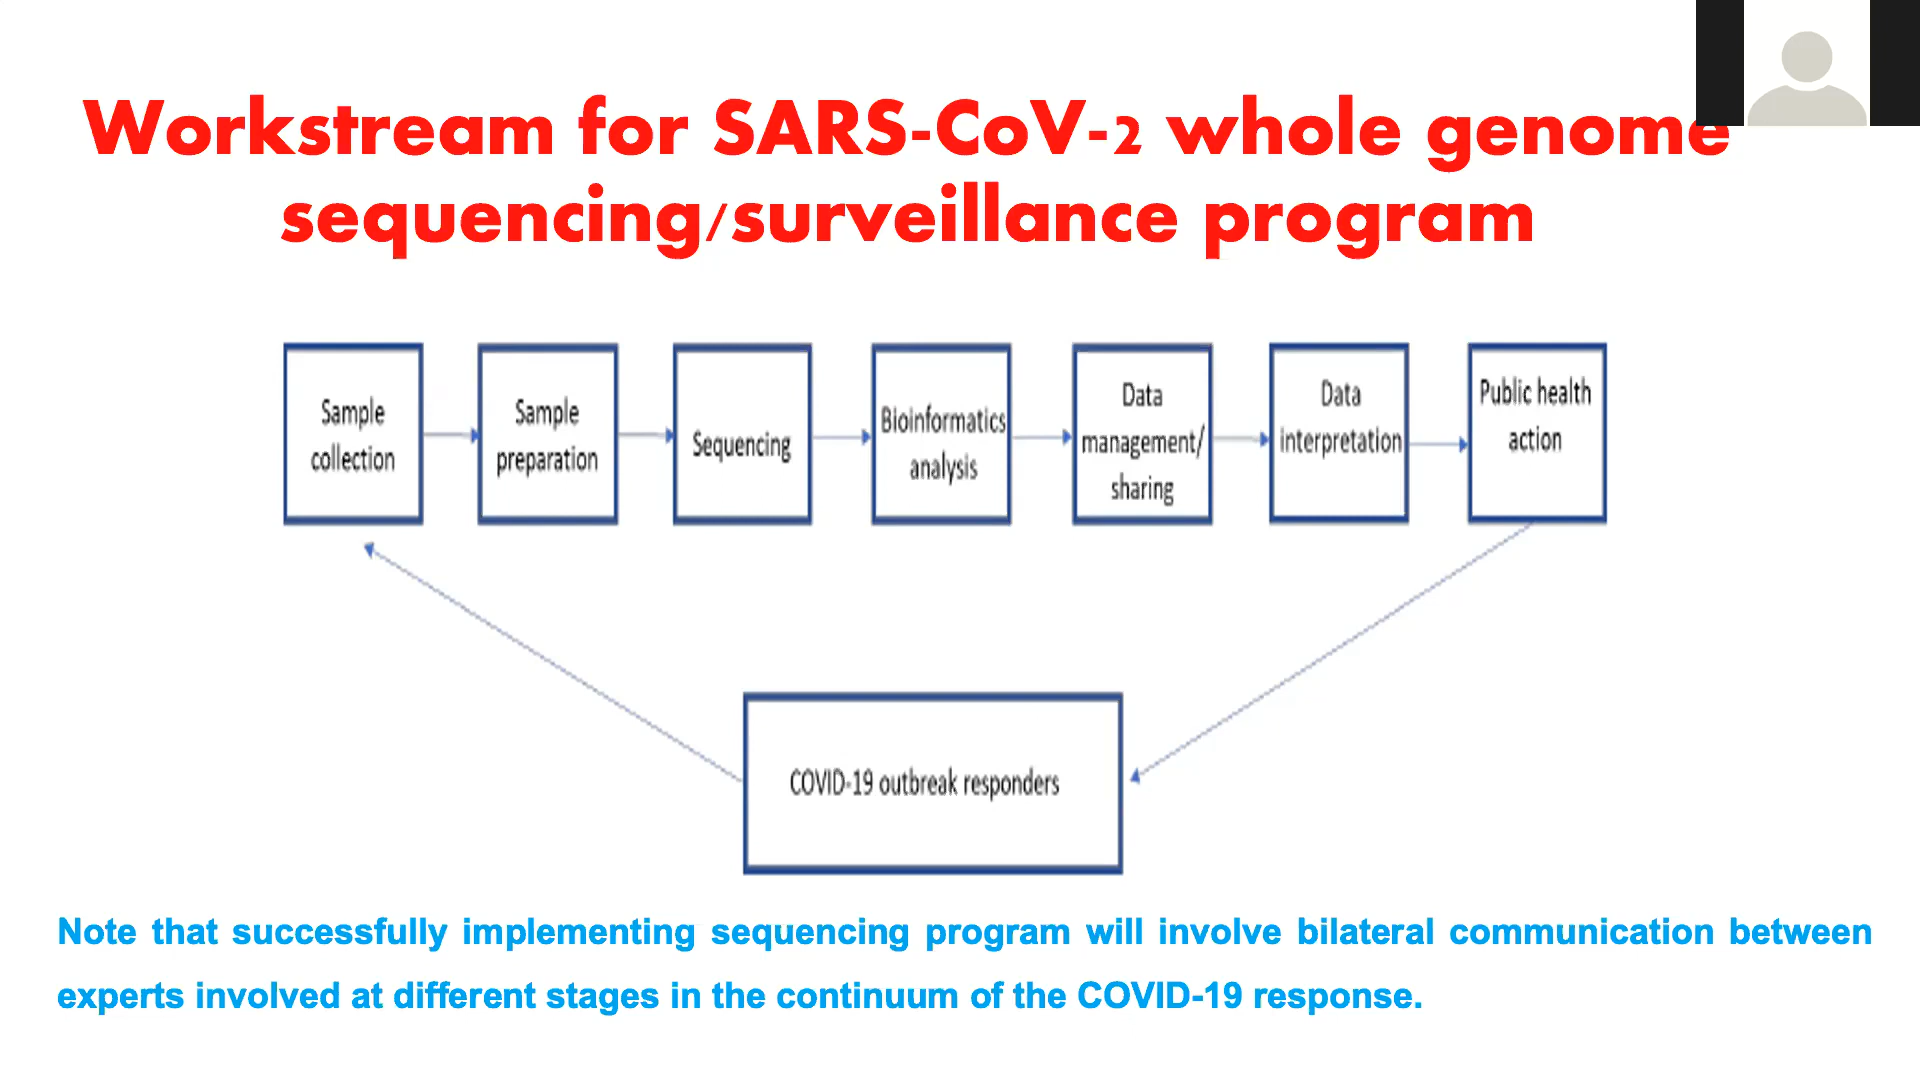 Workstream for SARS-CoV-2 whole genome
sequencing/surveillance program
Sample
collection
Sample
preparation
Sequencing
Bioinformatics
analysis
Data
management/
sharing
Data
interpretation
Public health
action
COVID-19 outbreak responders
Note that successfully implementing sequencing program will involve bilateral communication between
experts involved at different stages in the continuum of the COVID-19 response.